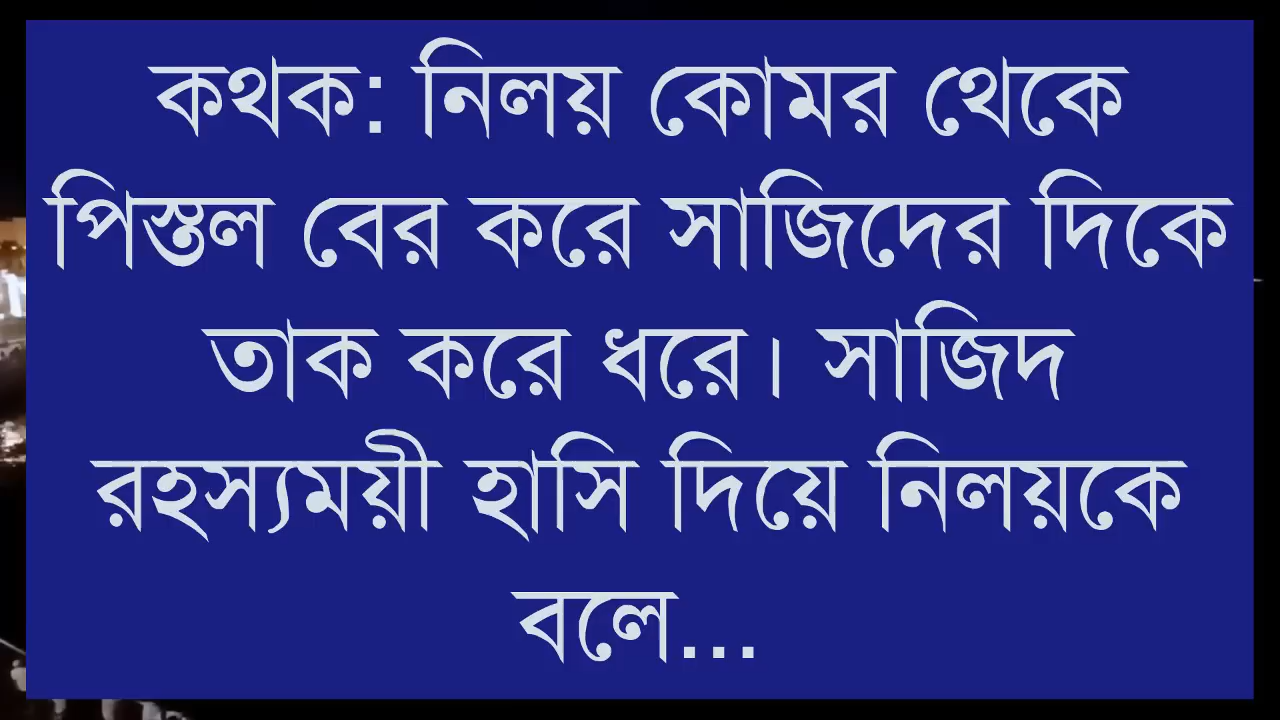 কথক: নিলয় কোমর থেকে
পিস্তল বের করে সাজিদের দিকে
তাক করে ধরে। সাজিদ
রহস্যময়ী হাসি দিয়ে নিলয়কে
বলে...